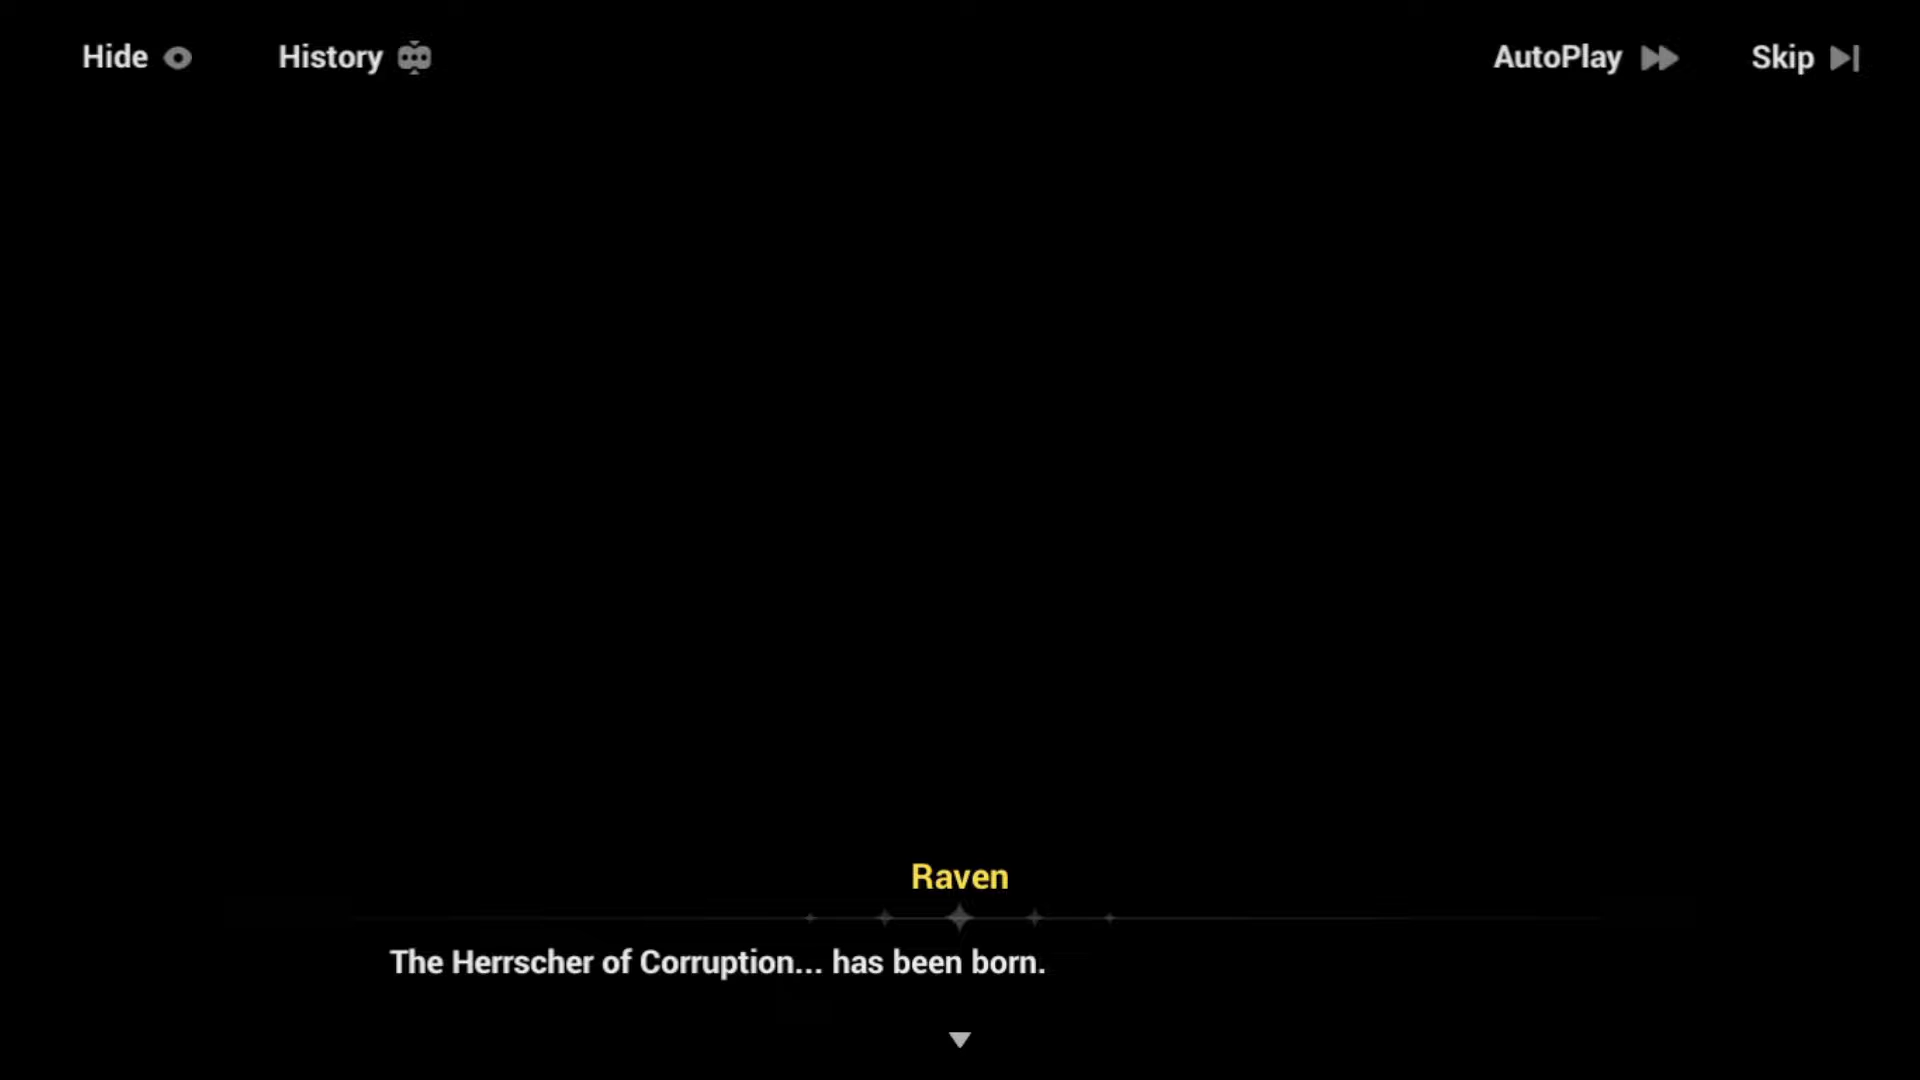 Hide
History
AutoPlay
Skip
Raven
The Herrscher of Corruption... has been born.